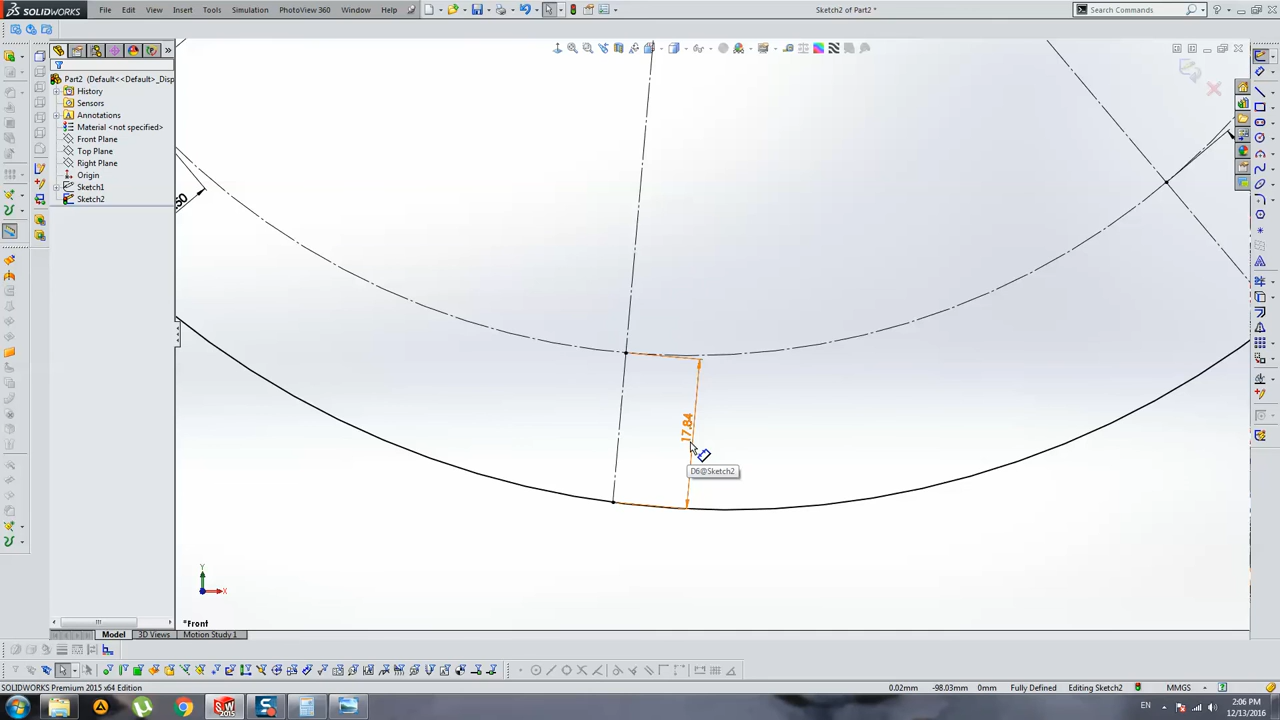 SOLIDWORKS
File Edit View Insert Tools Simulation PhotoView 360 Window Help
Sketch2 of Part2 *
Search Commands
Part2 (Default<<Default>_Disp
History
Sensors
Annotations
Material <not specified>
Front Plane
Top Plane
Right Plane
Origin
Sketch1
Sketch2
17.84
D6@Sketch2
Y
X
*Front
Model 3D Views Motion Study 1
SOLIDWORKS Premium 2015 x64 Edition
0.02mm -98.03mm 0mm Fully Defined Editing Sketch2 MMGS
EN 2:06 PM
12/13/2016